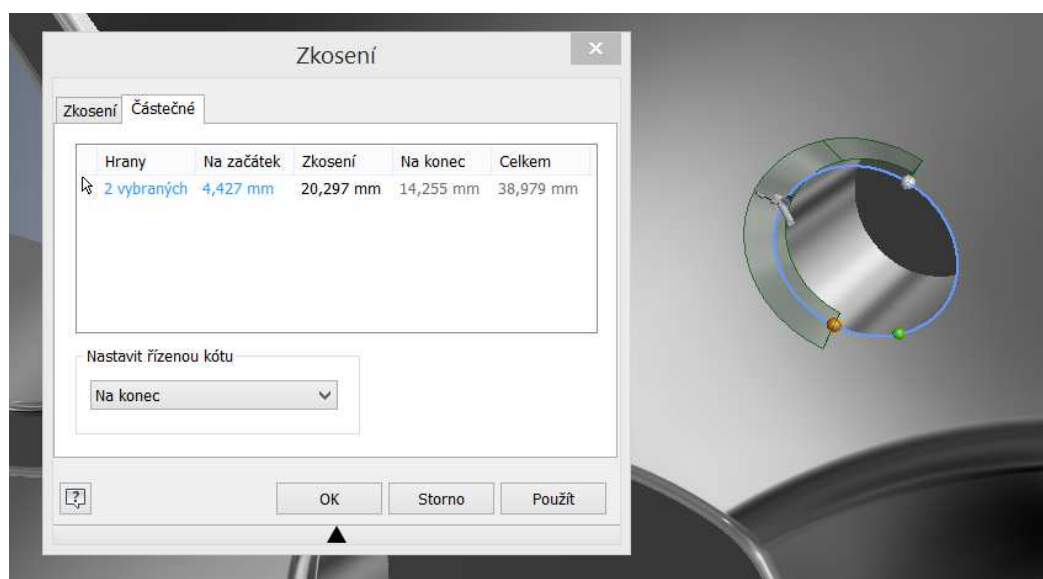 Zkosení
Zkosení Částečné
Hrany Na začátek Zkosení Na konec Celkem
2 vybraných 4,427 mm 20,297 mm 14,255 mm 38,979 mm
Nastavit řízenou kótu
Na konec
OK Storno Použít